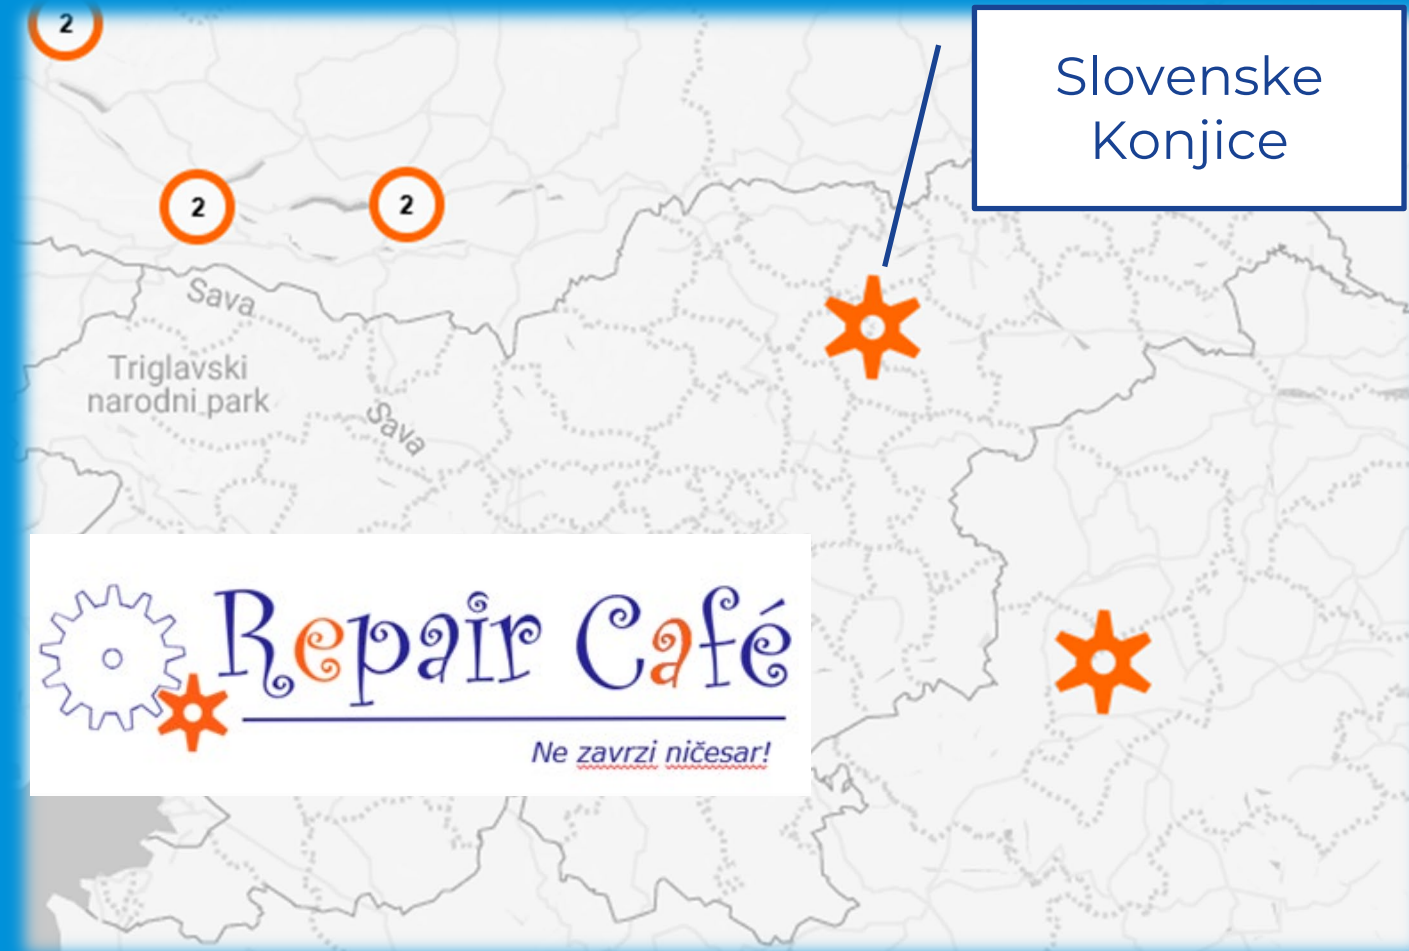 2
Slovenske
Konjice
2
2
Sava
Triglavski
narodni park
Sava
Repair Café
Ne zavrzi ničesar!